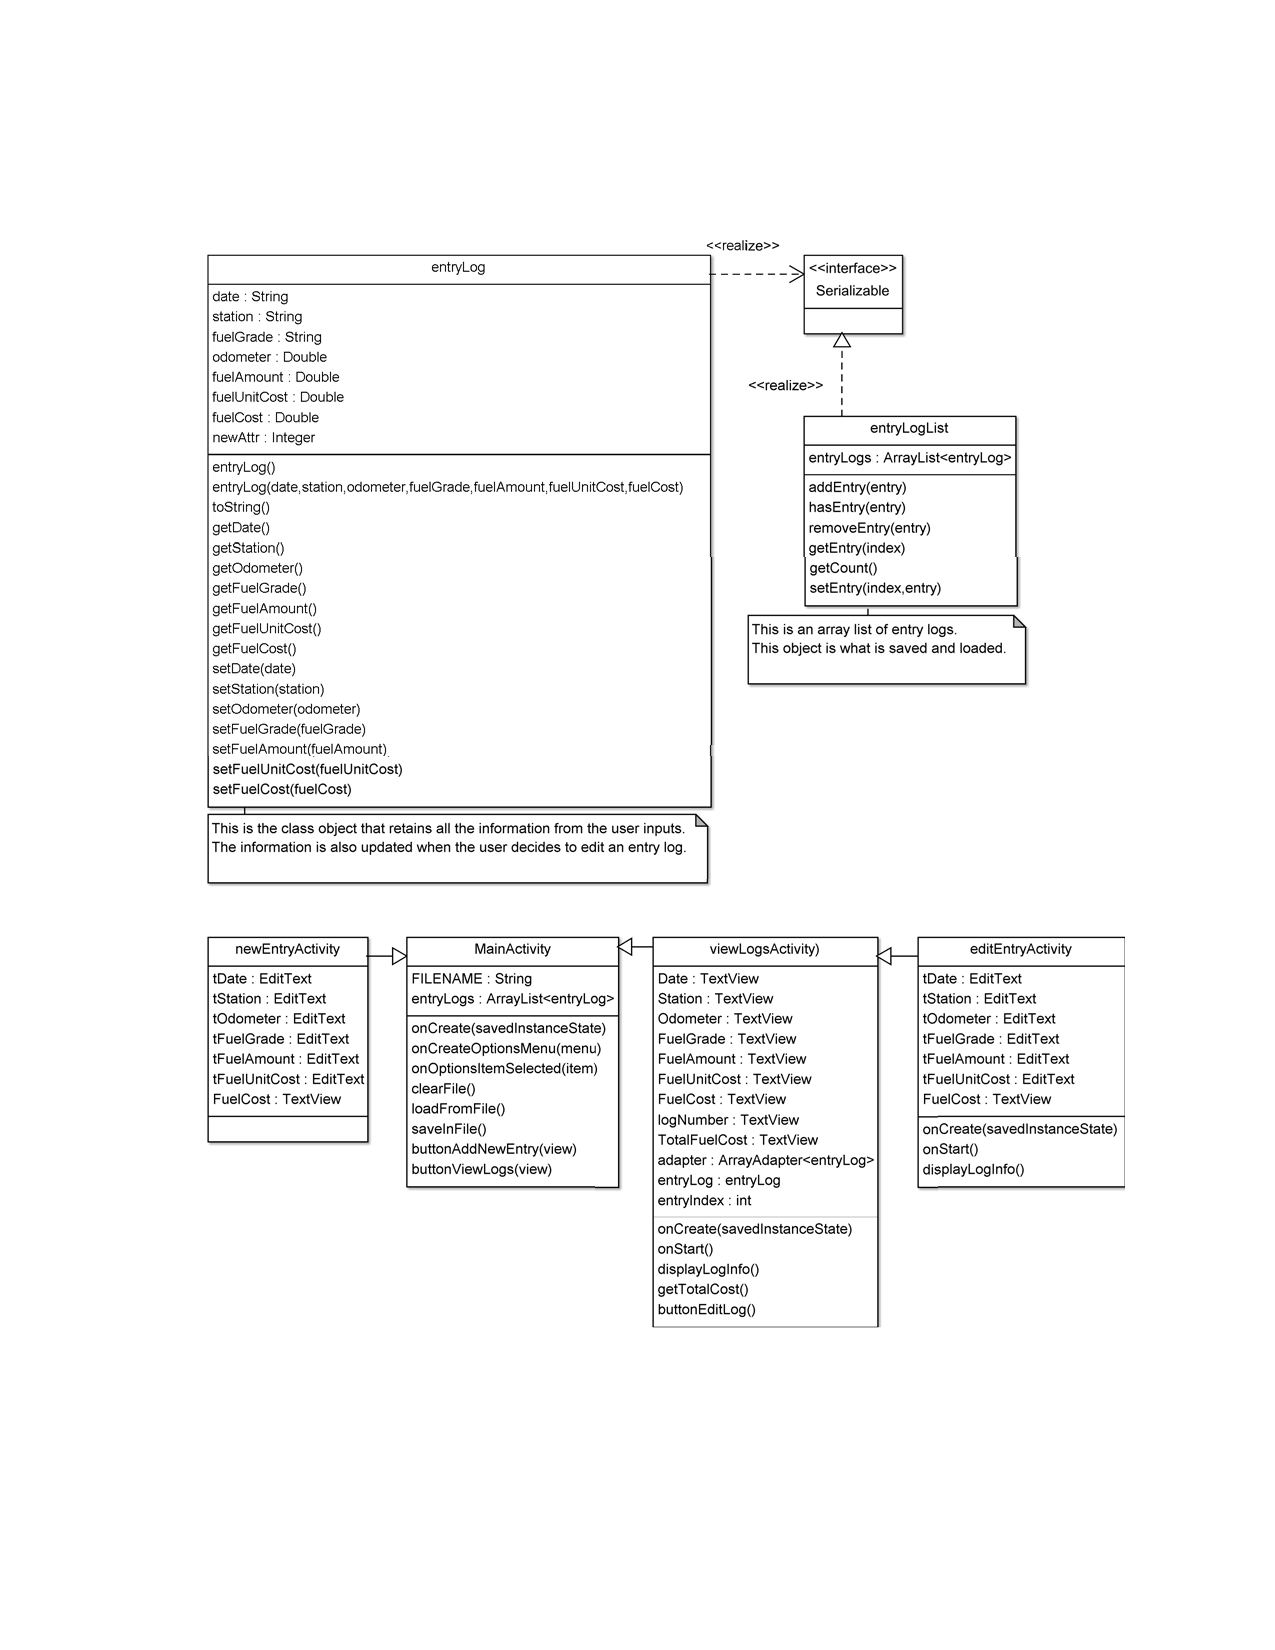 <<realize>>
entryLog
date : String
station : String
fuelGrade : String
odometer : Double
fuelAmount : Double
fuelUnitCost : Double
fuelCost : Double
newAttr : Integer
entryLog()
entryLog(date,station,odometer,fuelGrade,fuelAmount,fuelUnitCost,fuelCost)
toString()
getDate()
getStation()
getOdometer()
getFuelGrade()
getFuelAmount()
getFuelUnitCost()
getFuelCost()
setDate(date)
setStation(station)
setOdometer(odometer)
setFuelGrade(fuelGrade)
setFuelAmount(fuelAmount)
setFuelUnitCost(fuelUnitCost)
setFuelCost(fuelCost)
This is the class object that retains all the information from the user inputs.
The information is also updated when the user decides to edit an entry log.
<<interface>>
Serializable
<<realize>>
entryLogList
entryLogs : ArrayList<entryLog>
addEntry(entry)
hasEntry(entry)
removeEntry(entry)
getEntry(index)
getCount()
setEntry(index,entry)
This is an array list of entry logs.
This object is what is saved and loaded.
newEntryActivity
tDate : EditText
tStation : EditText
tOdometer : EditText
tFuelGrade : EditText
tFuelAmount : EditText
tFuelUnitCost : EditText
FuelCost : TextView
MainActivity
FILENAME : String
entryLogs : ArrayList<entryLog>
onCreate(savedInstanceState)
onCreateOptionsMenu(menu)
onOptionsItemSelected(item)
clearFile()
loadFromFile()
saveInFile()
buttonAddNewEntry(view)
buttonViewLogs(view)
viewLogsActivity)
Date : TextView
Station : TextView
Odometer : TextView
FuelGrade : TextView
FuelAmount : TextView
FuelUnitCost : TextView
FuelCost : TextView
logNumber : TextView
TotalFuelCost : TextView
adapter : ArrayAdapter<entryLog>
entryLog : entryLog
entryIndex : int
onCreate(savedInstanceState)
onStart()
displayLogInfo()
getTotalCost()
buttonEditLog()
editEntryActivity
tDate : EditText
tStation : EditText
tOdometer : EditText
tFuelGrade : EditText
tFuelAmount : EditText
tFuelUnitCost : EditText
FuelCost : TextView
onCreate(savedInstanceState)
onStart()
displayLogInfo()